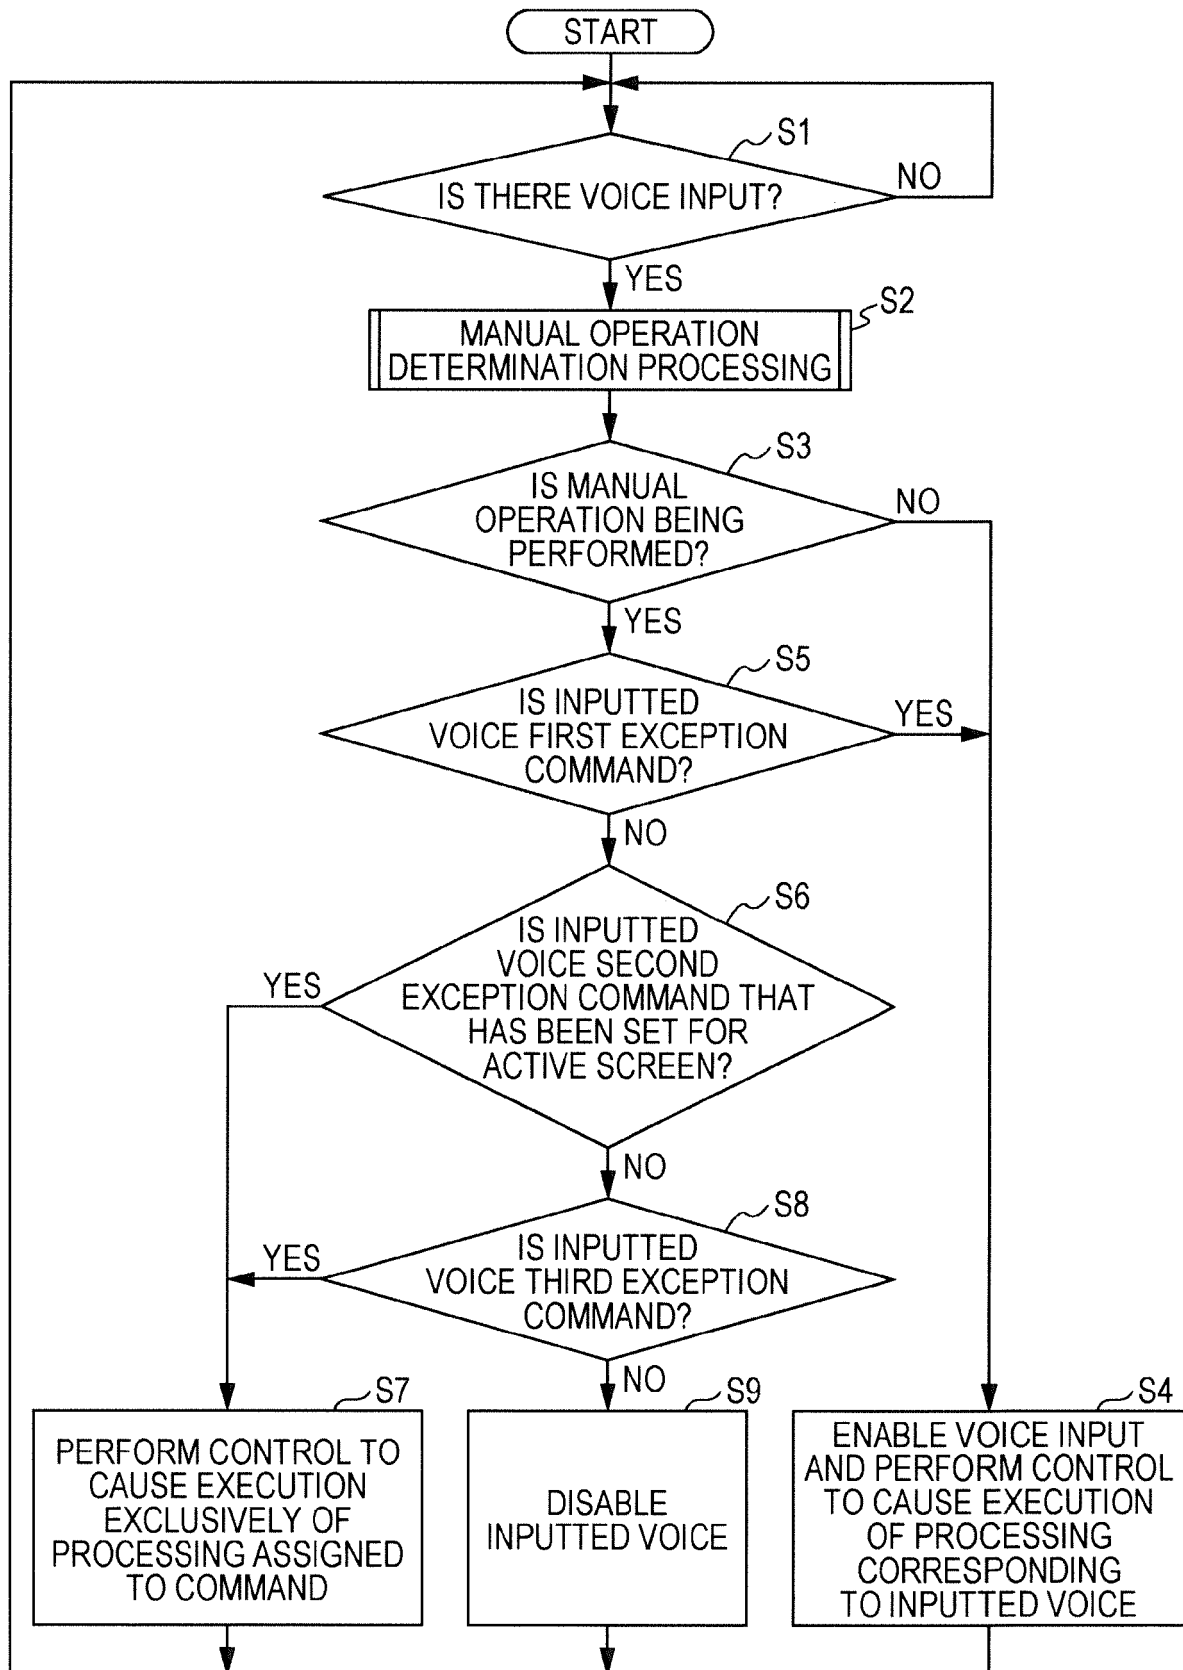 START
S1
IS THERE VOICE INPUT?
NO
YES
S2
MANUAL OPERATION
DETERMINATION PROCESSING
S3
IS MANUAL
OPERATION BEING
PERFORMED?
NO
YES
S5
IS INPUTTED
VOICE FIRST EXCEPTION
COMMAND?
YES
NO
S6
IS INPUTTED
VOICE SECOND
EXCEPTION COMMAND THAT
HAS BEEN SET FOR
ACTIVE SCREEN?
YES
NO
S8
IS INPUTTED
VOICE THIRD EXCEPTION
COMMAND?
YES
NO
S7
PERFORM CONTROL TO
CAUSE EXECUTION
EXCLUSIVELY OF
PROCESSING ASSIGNED
TO COMMAND
S9
DISABLE
INPUTTED VOICE
S4
ENABLE VOICE INPUT
AND PERFORM CONTROL
TO CAUSE EXECUTION
OF PROCESSING
CORRESPONDING
TO INPUTTED VOICE